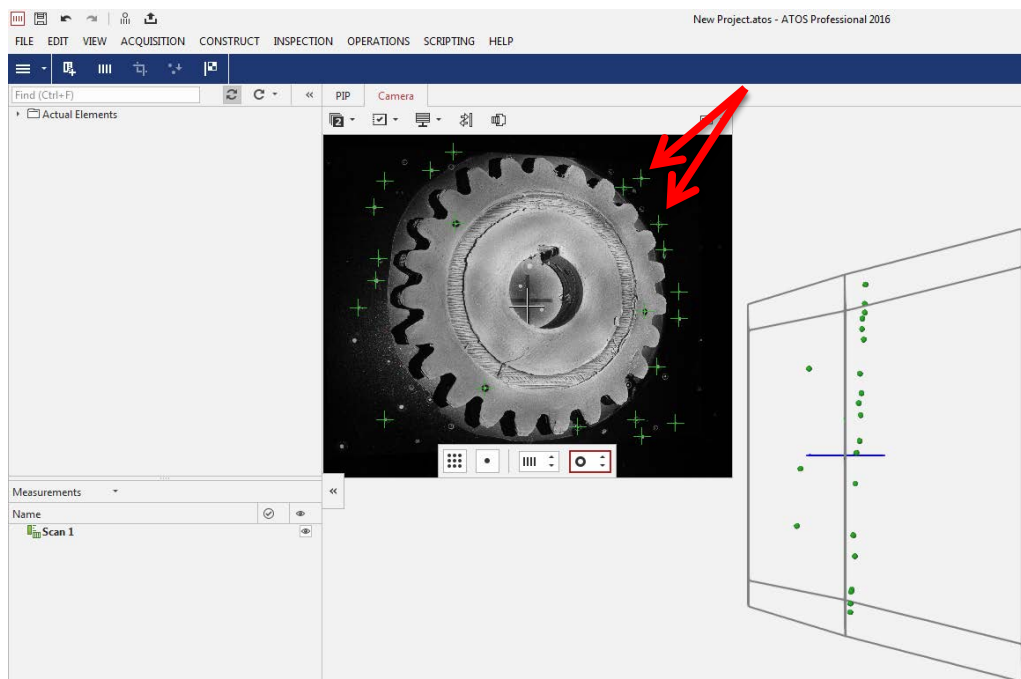 New Project.atos - ATOS Professional 2016
FILE EDIT VIEW ACQUISITION CONSTRUCT INSPECTION OPERATIONS SCRIPTING HELP
Find (Ctrl+F)
PIP Camera
Actual Elements
2
Measurements
Name
Scan 1